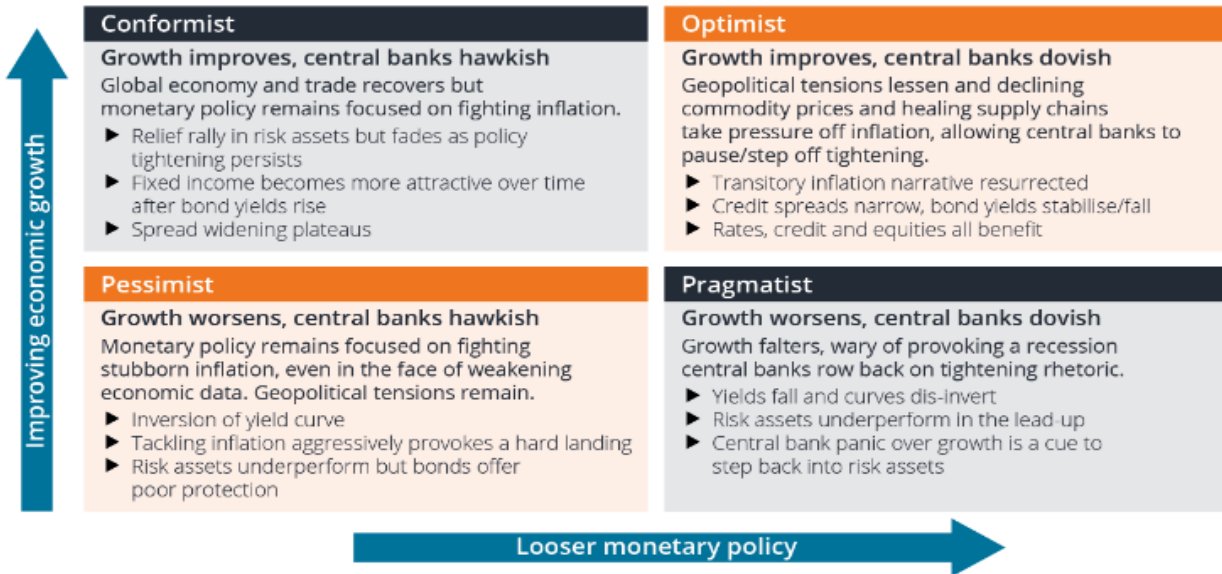 Improving economic growth
Conformist
Growth improves, central banks hawkish
Global economy and trade recovers but
monetary policy remains focused on fighting inflation.
► Relief rally in risk assets but fades as policy
tightening persists
► Fixed income becomes more attractive over time
after bond yields rise
► Spread widening plateaus
Optimist
Growth improves, central banks dovish
Geopolitical tensions lessen and declining
commodity prices and healing supply chains
take pressure off inflation, allowing central banks to
pause/step off tightening.
► Transitory inflation narrative resurrected
► Credit spreads narrow, bond yields stabilise/fall
► Rates, credit and equities all benefit
Pessimist
Growth worsens, central banks hawkish
Monetary policy remains focused on fighting
stubborn inflation, even in the face of weakening
economic data. Geopolitical tensions remain.
► Inversion of yield curve
► Tackling inflation aggressively provokes a hard landing
► Risk assets underperform but bonds offer
poor protection
Pragmatist
Growth worsens, central banks dovish
Growth falters, wary of provoking a recession
central banks row back on tightening rhetoric.
► Yields fall and curves dis-invert
► Risk assets underperform in the lead-up
► Central bank panic over growth is a cue to
step back into risk assets
Looser monetary policy